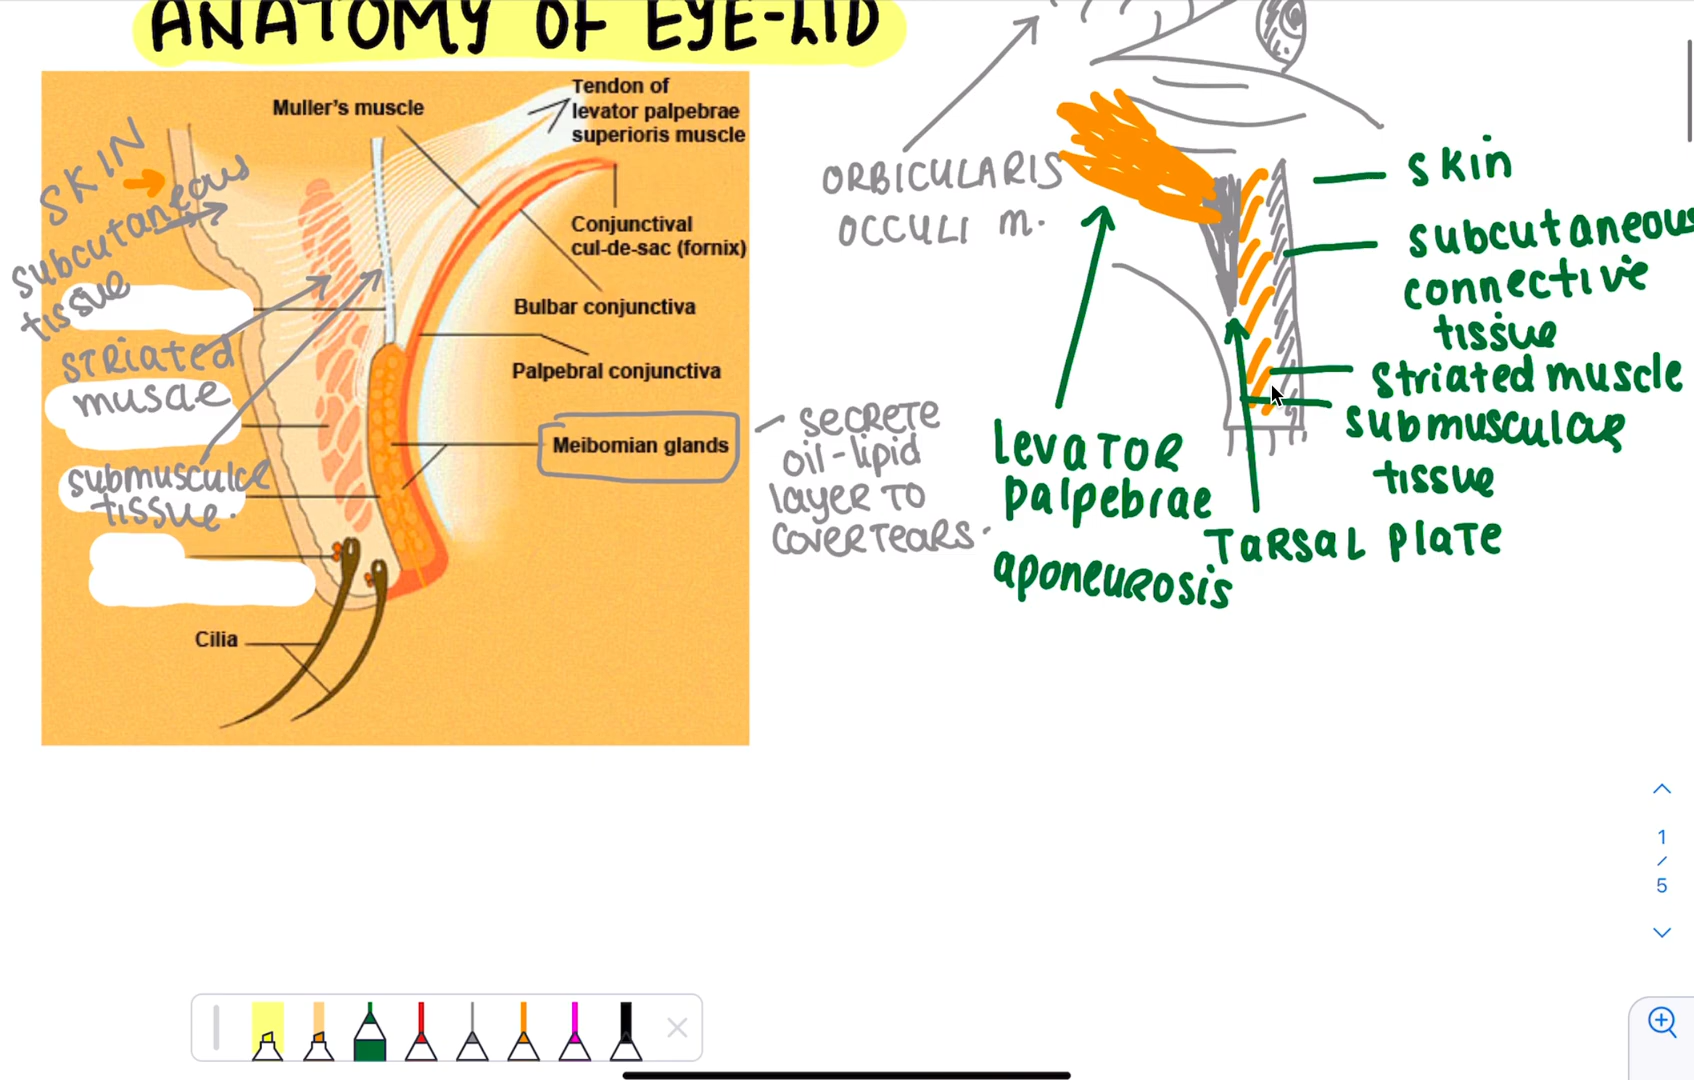 ANATOMY OF EYE-LID
Muller's muscle
Tendon of
levator palpebrae
superioris muscle
Conjunctival
cul-de-sac (fornix)
Bulbar conjunctiva
Palpebral conjunctiva
Meibomian glands
Cilia
SKIN
subcutaneous
tissue
STRIATED
muscle
submuscular
tissue.
SECRETE
oil-lipid
layer TO
COVER TEARS.
ORBICULARIS
OCCULI m.
Levator
palpebrae
aponeurosis
Tarsal plate
skin
subcutaneous
connective
tissue
striated muscle
submuscular
tissue
1
/
5